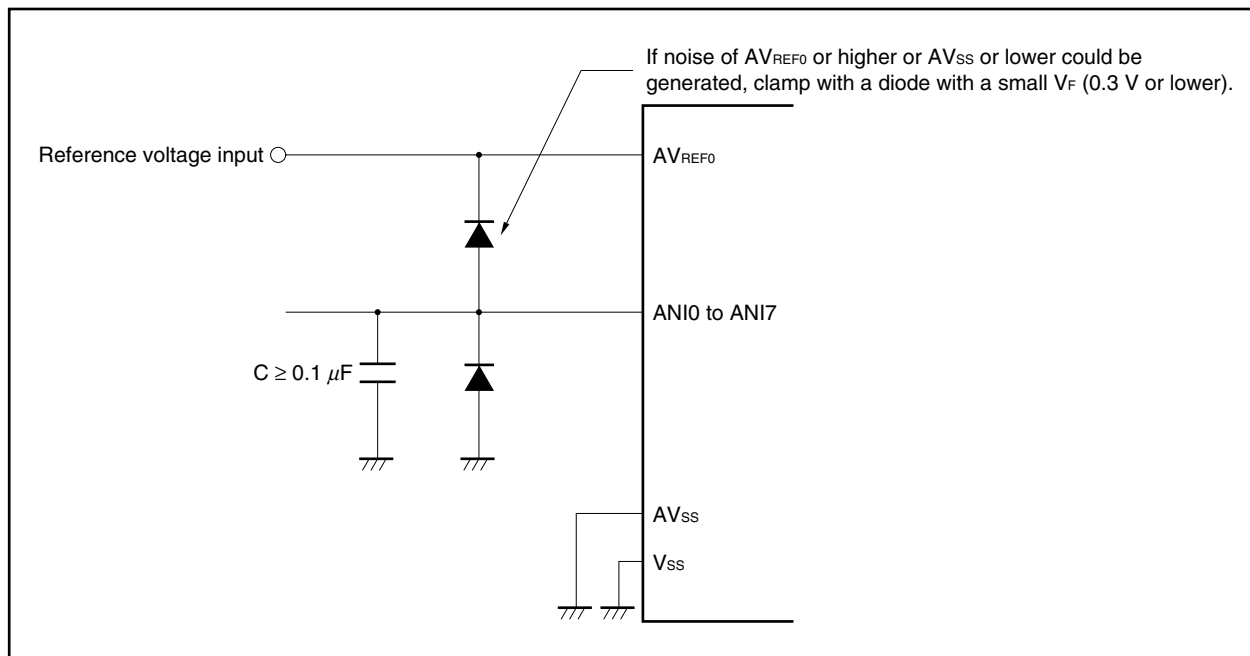 If noise of AVREF0 or higher or AVSS or lower could be
generated, clamp with a diode with a small VF (0.3 V or lower).
Reference voltage input
AVREF0
ANI0 to ANI7
C ≥ 0.1 μF
AVSS
VSS